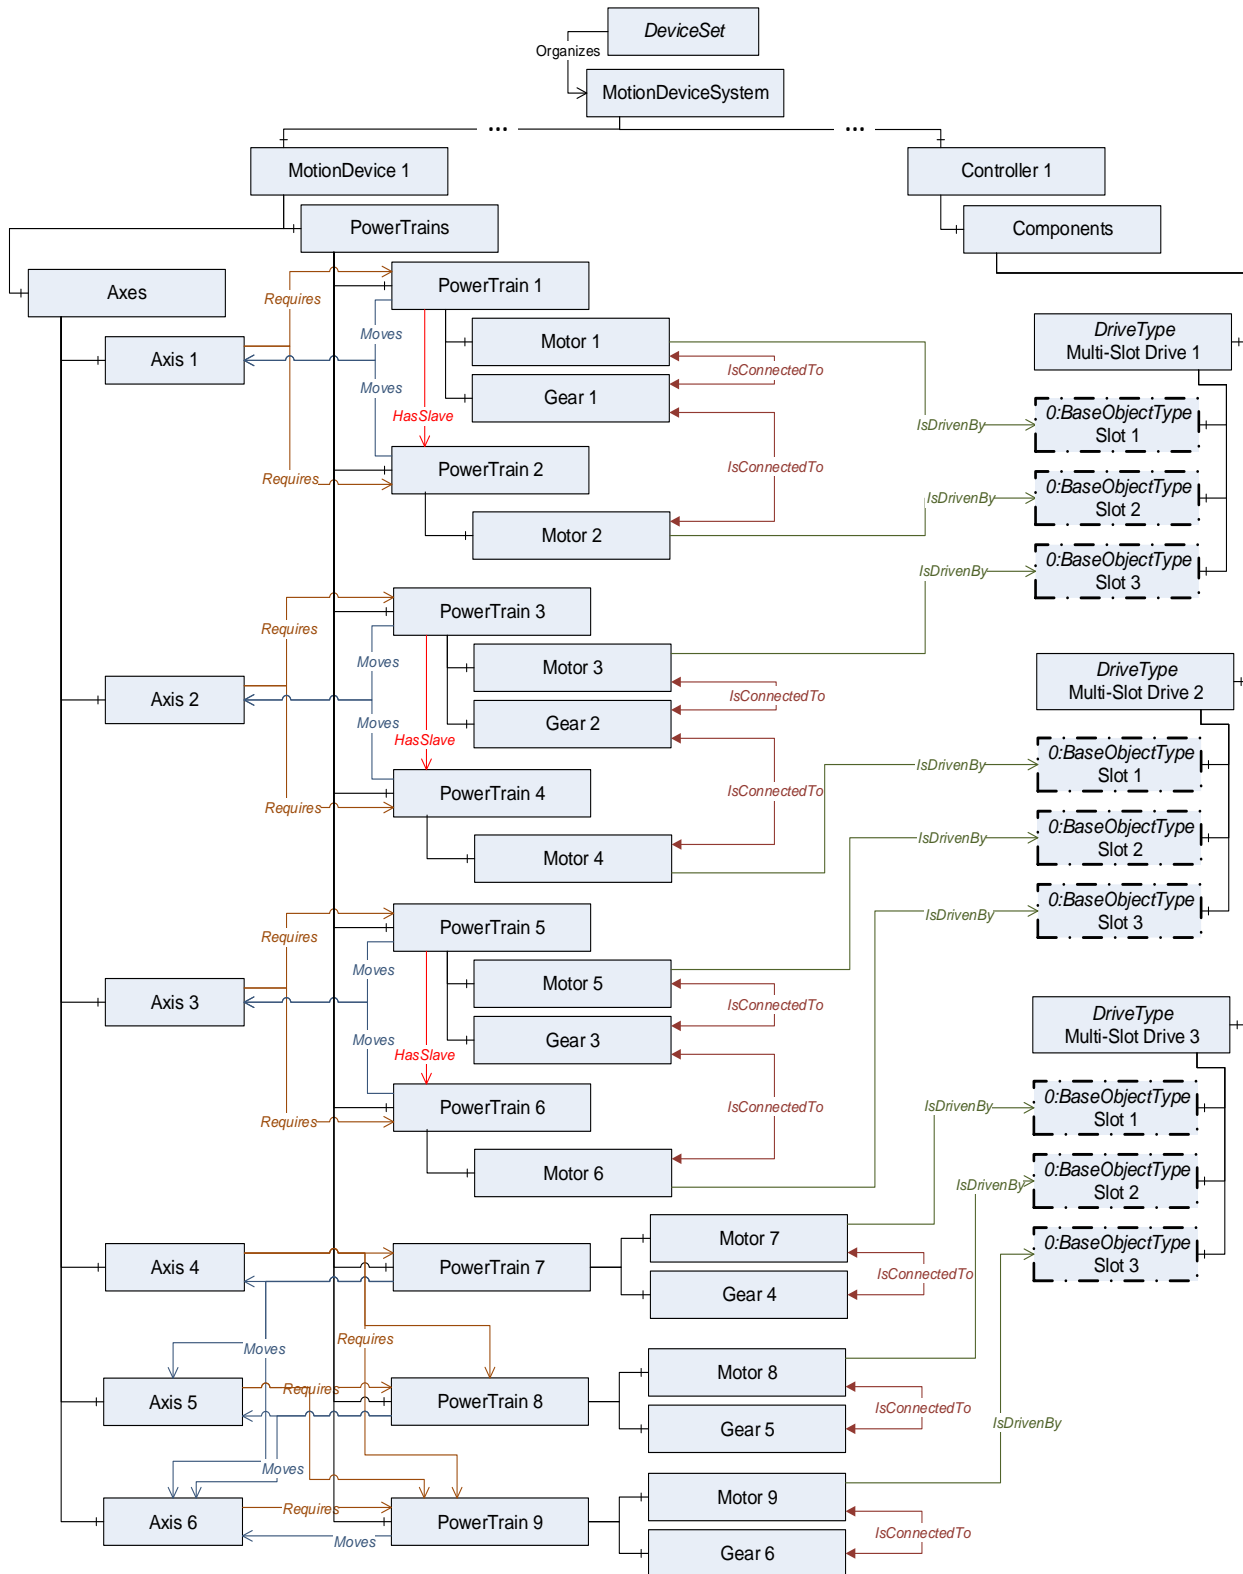 DeviceSet
Organizes
MotionDeviceSystem
...
...
MotionDevice 1
Controller 1
PowerTrains
Components
Axes
PowerTrain 1
Requires
Moves
Axis 1
Motor 1
IsConnectedTo
Gear 1
Moves
HasSlave
IsConnectedTo
PowerTrain 2
Requires
Motor 2
DriveType
Multi-Slot Drive 1
IsDrivenBy
0:BaseObjectType
Slot 1
IsDrivenBy
0:BaseObjectType
Slot 2
IsDrivenBy
0:BaseObjectType
Slot 3
PowerTrain 3
Requires
Moves
Axis 2
Motor 3
IsConnectedTo
Gear 2
Moves
HasSlave
IsConnectedTo
PowerTrain 4
Requires
Motor 4
DriveType
Multi-Slot Drive 2
IsDrivenBy
0:BaseObjectType
Slot 1
IsDrivenBy
0:BaseObjectType
Slot 2
IsDrivenBy
0:BaseObjectType
Slot 3
PowerTrain 5
Requires
Moves
Axis 3
Motor 5
IsConnectedTo
Gear 3
Moves
HasSlave
IsConnectedTo
PowerTrain 6
Requires
Motor 6
DriveType
Multi-Slot Drive 3
IsDrivenBy
0:BaseObjectType
Slot 1
IsDrivenBy
0:BaseObjectType
Slot 2
0:BaseObjectType
Slot 3
Axis 4
PowerTrain 7
Motor 7
IsConnectedTo
Gear 4
Moves
Requires
Axis 5
Requires
PowerTrain 8
Motor 8
IsConnectedTo
Gear 5
IsDrivenBy
Moves
Axis 6
Requires
Moves
PowerTrain 9
Motor 9
IsConnectedTo
Gear 6